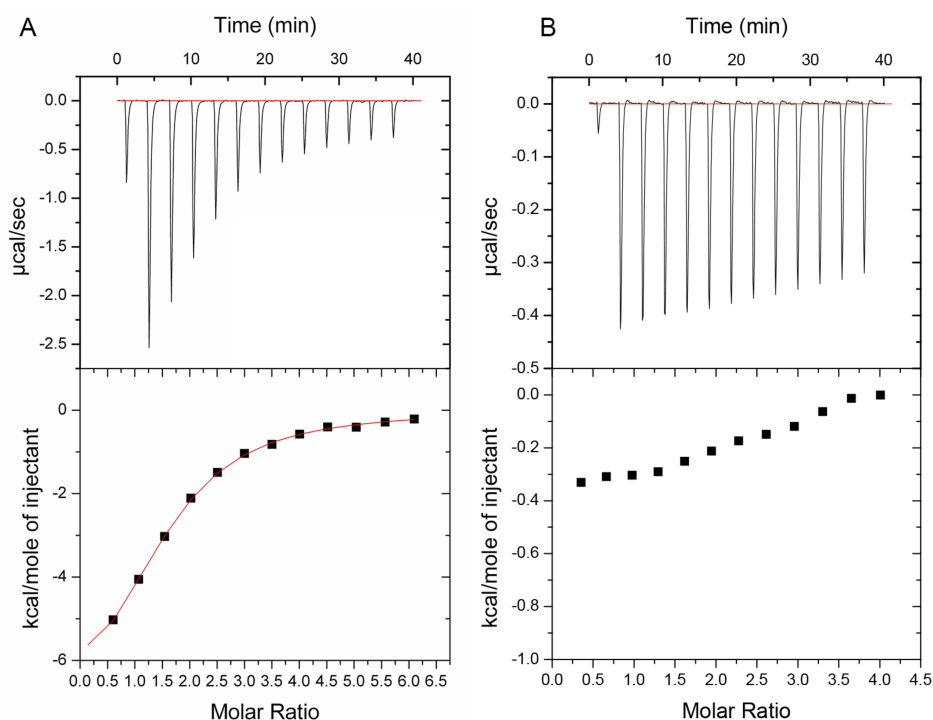 A
Time (min)
0 10 20 30 40
0.0
-0.5
-1.0
-1.5
-2.0
-2.5
µcal/sec
0
-2
-4
-6
kcal/mole of injectant
0.0 0.5 1.0 1.5 2.0 2.5 3.0 3.5 4.0 4.5 5.0 5.5 6.0 6.5
Molar Ratio
B
Time (min)
0 10 20 30 40
0.0
-0.1
-0.2
-0.3
-0.4
-0.5
µcal/sec
0.0
-0.2
-0.4
-0.6
-0.8
-1.0
kcal/mole of injectant
0.0 0.5 1.0 1.5 2.0 2.5 3.0 3.5 4.0 4.5
Molar Ratio